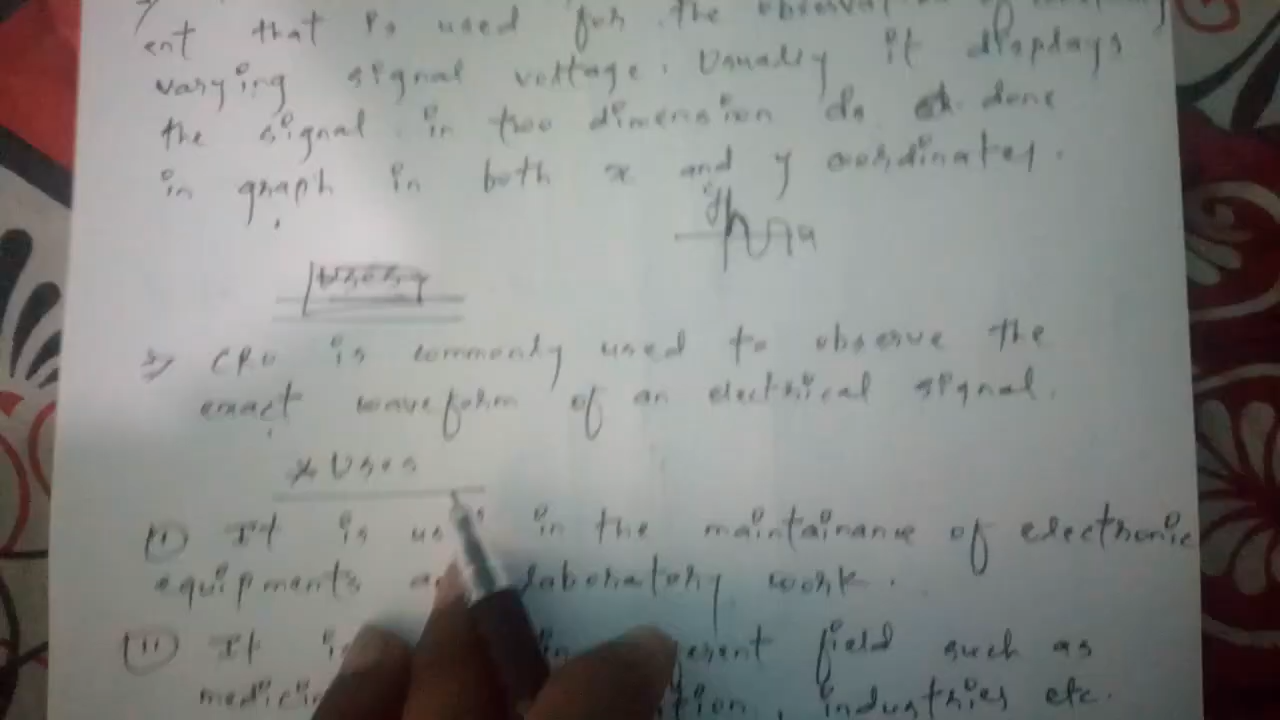 ent that is used for the
varying signal voltage. Usually it displays
the signal in two dimension is done
in graph in both x and y coordinates.
y
⇒ CRO is commonly used to observe the
exact waveform of an electrical signal.
* Uses
(i) It is in the maintainance of electronic
equipments laboratory work.
(ii) It field such as
industries etc.